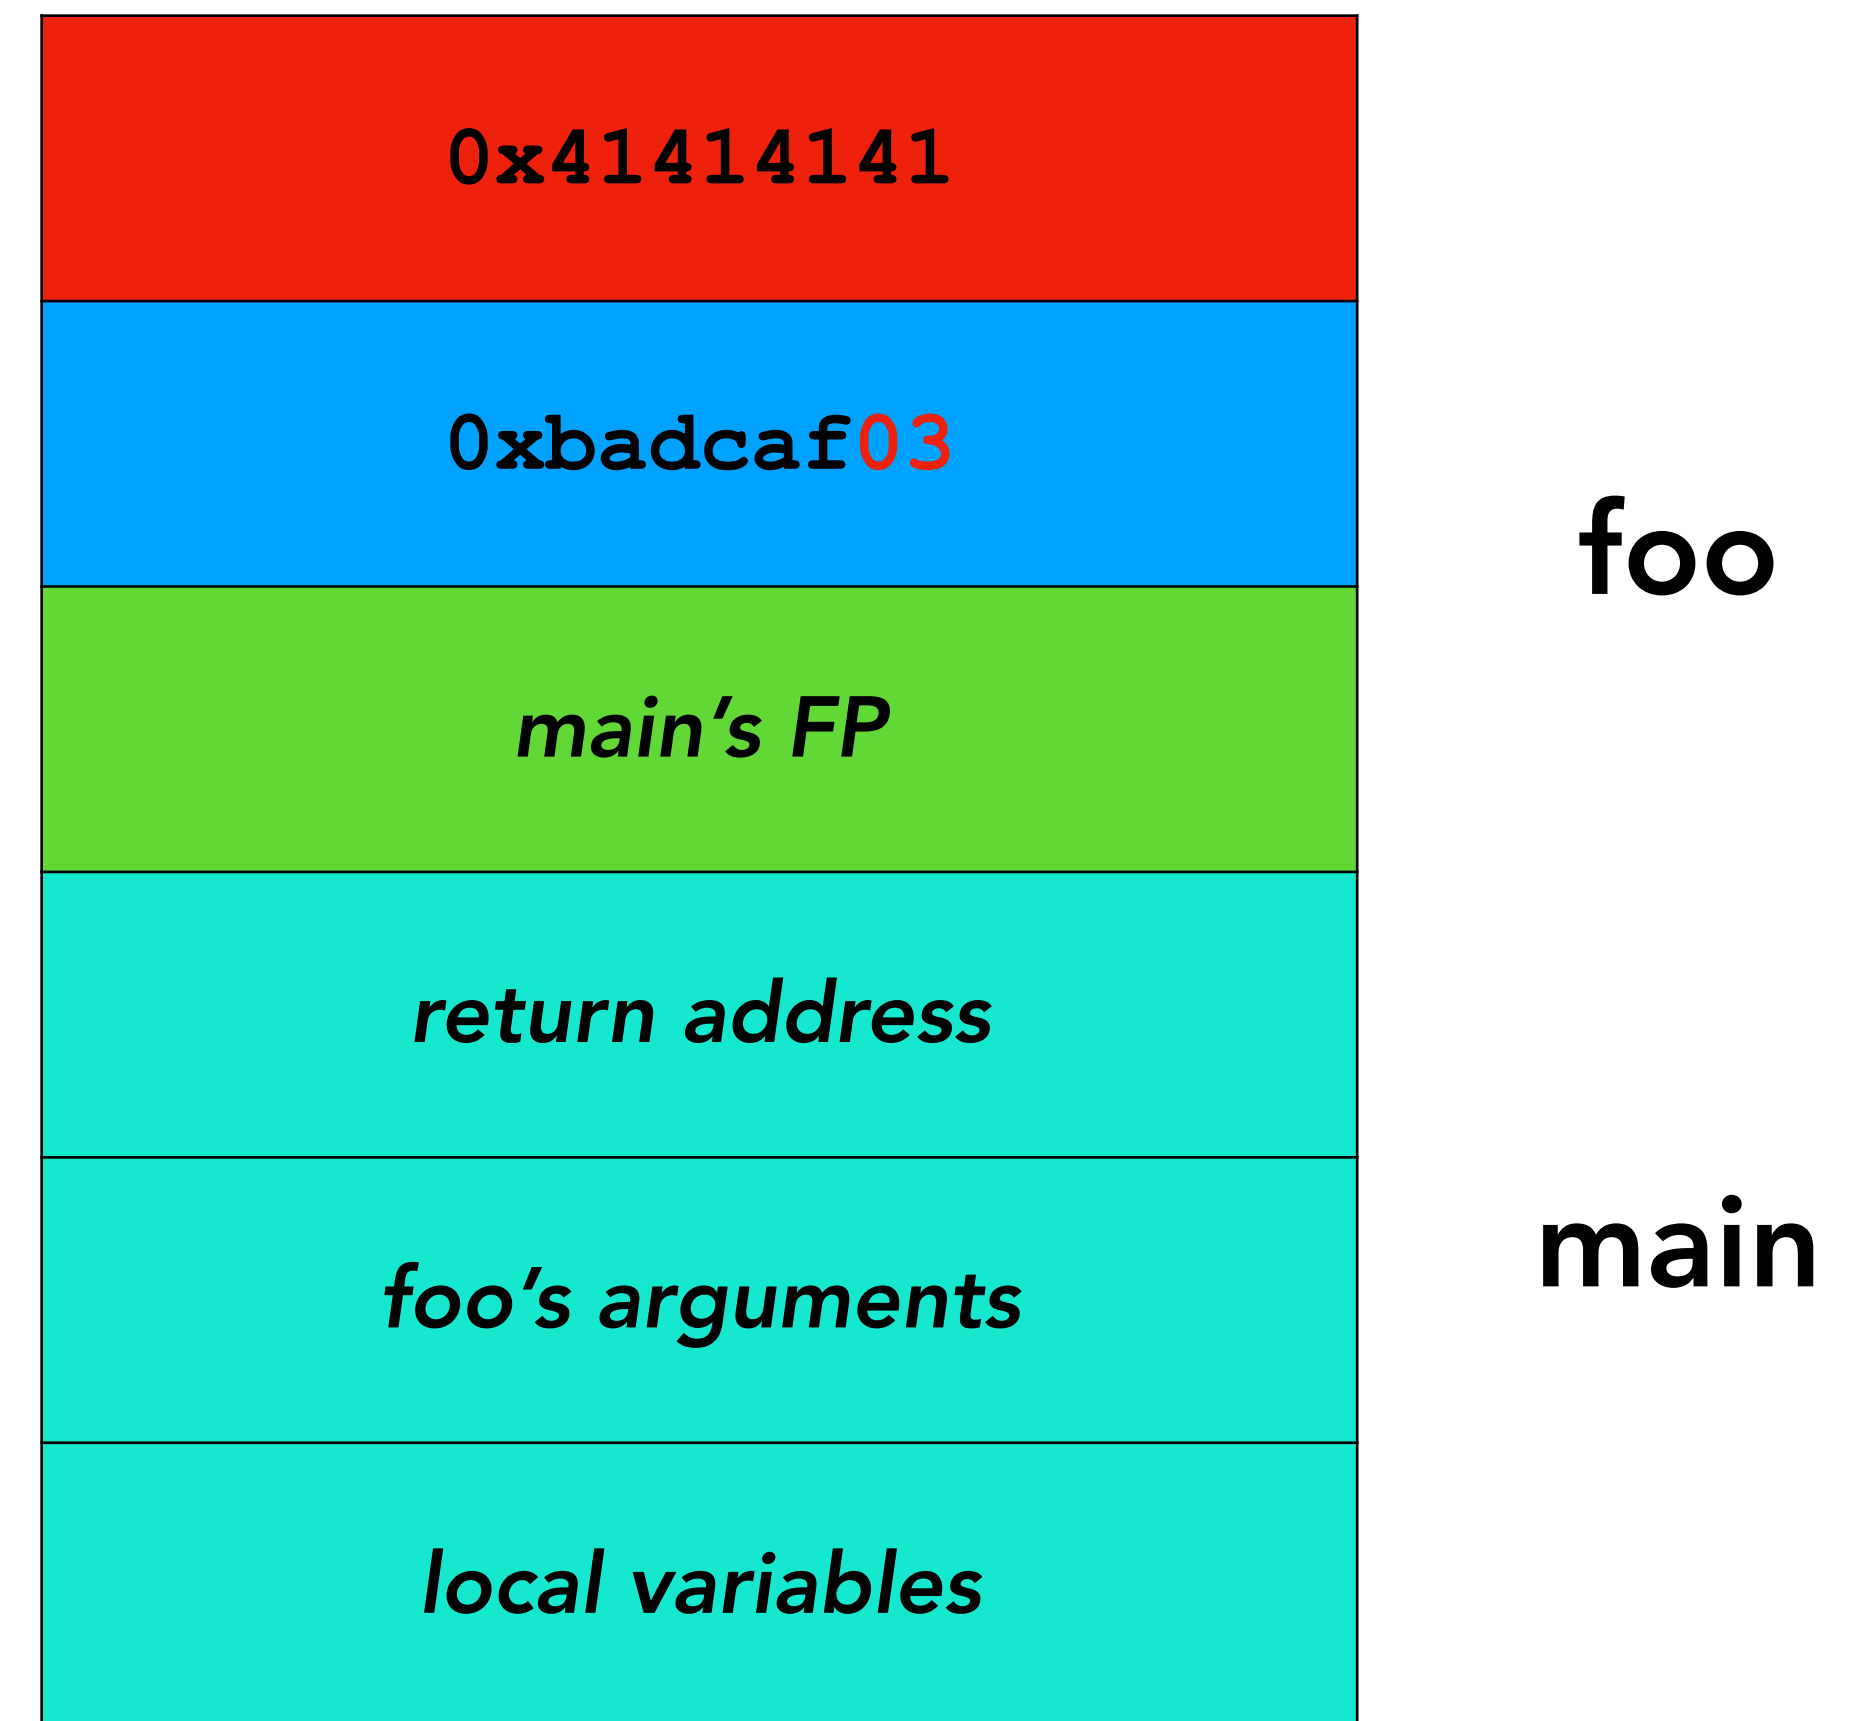 0x41414141
0xbadcaf03
foo
main's FP
return address
main
foo's arguments
local variables